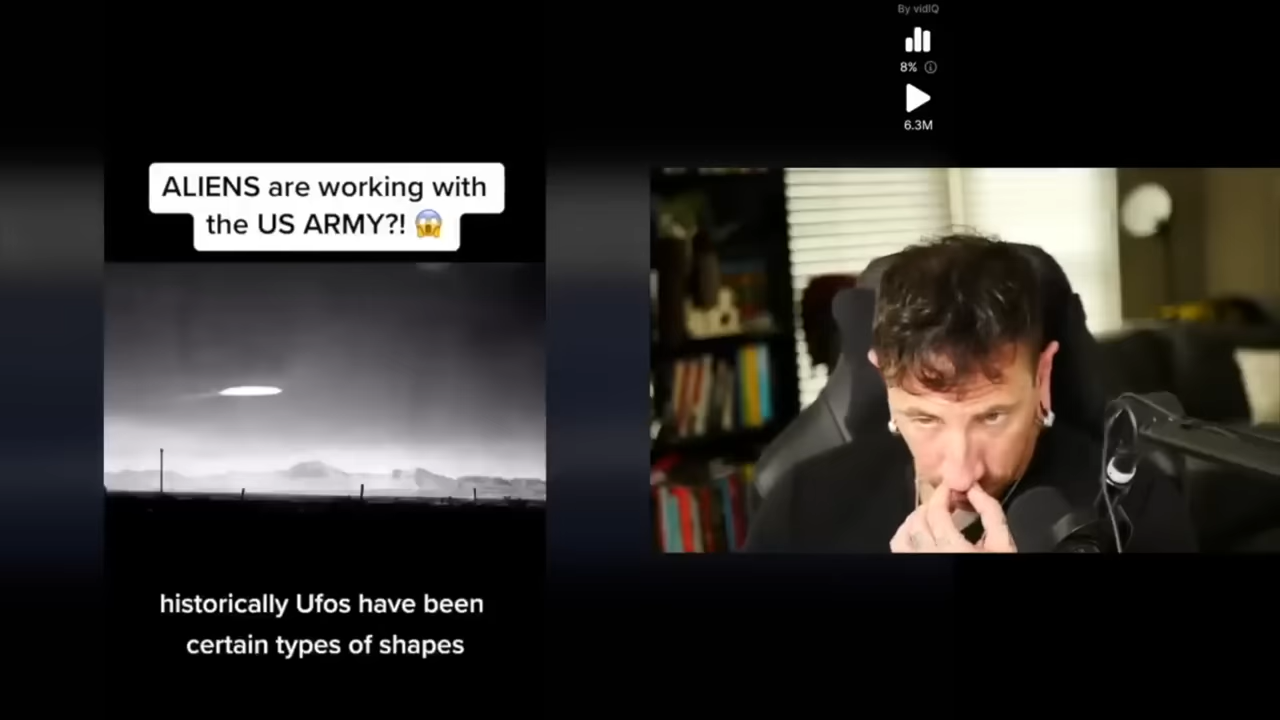 By vidIQ
8%
6.3M
ALIENS are working with
the US ARMY?! 😱
historically Ufos have been
certain types of shapes